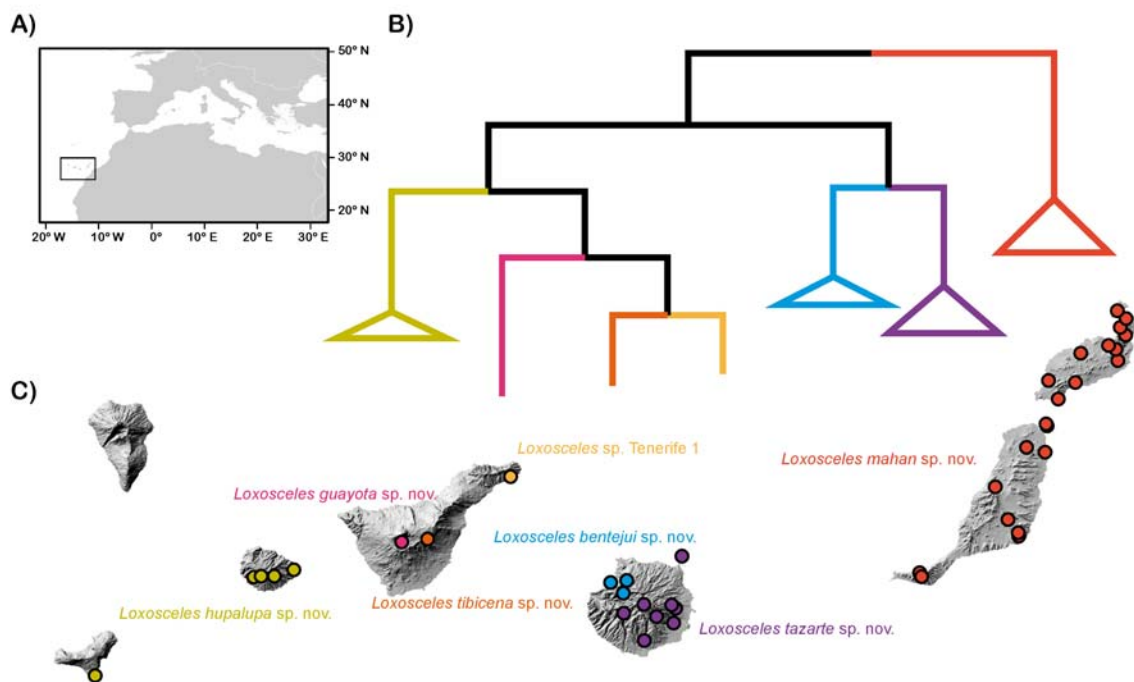 A)
B)
50° N
40° N
30° N
20° N
20° W 10° W 0° 10° E 20° E 30° E
C)
Loxosceles sp. Tenerife 1
Loxosceles mahan sp. nov.
Loxosceles guayota sp. nov.
Loxosceles bentejui sp. nov.
Loxosceles hupalupa sp. nov.
Loxosceles tibicena sp. nov.
Loxosceles tazarte sp. nov.